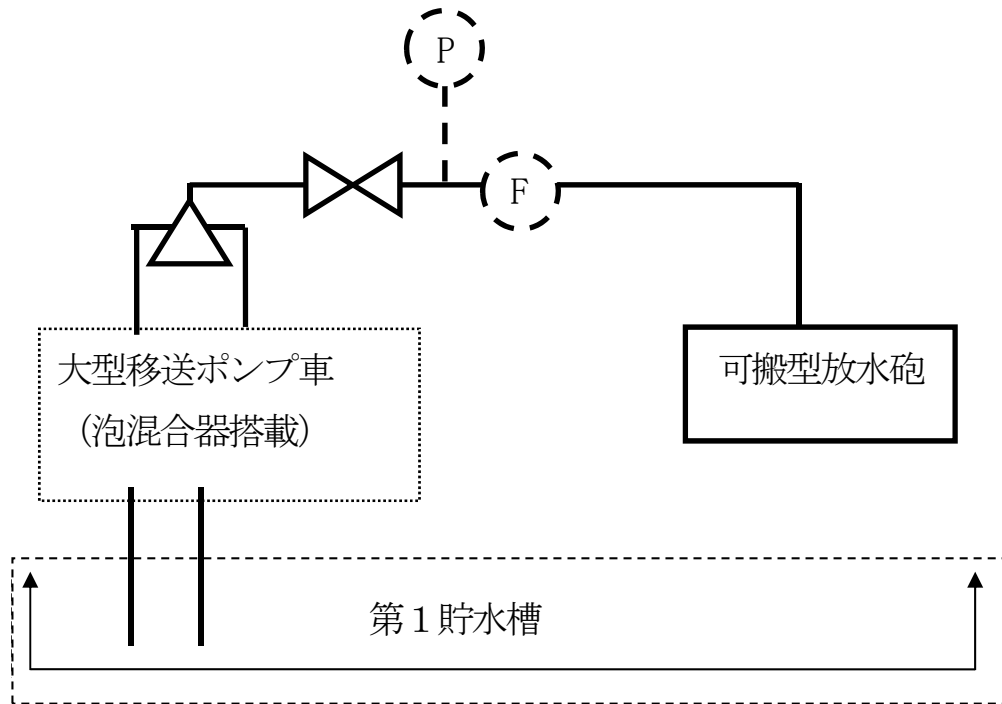 P
F
大型移送ポンプ車
（泡混合器搭載）
可搬型放水砲
第１貯水槽